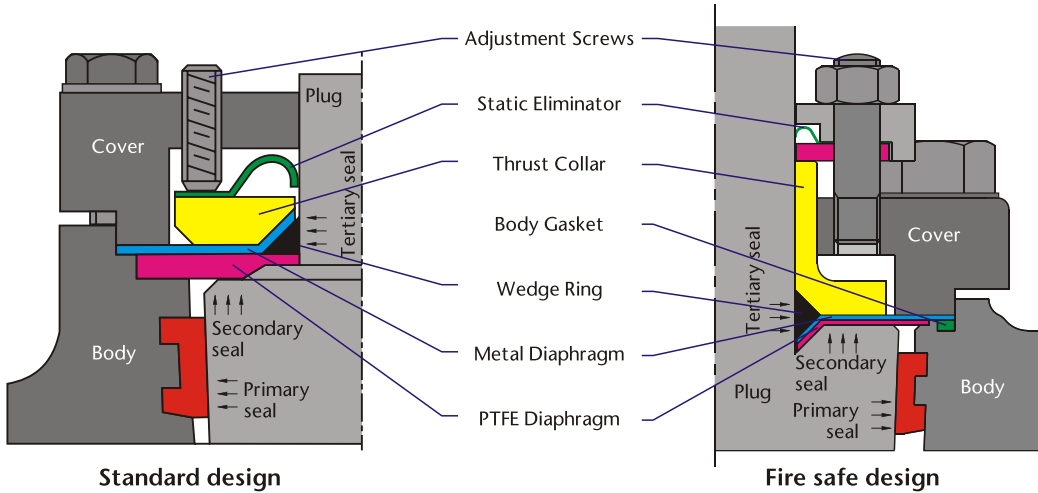 Adjustment Screws
Plug
Static Eliminator
Cover
Thrust Collar
Tertiary seal
Body Gasket
Cover
Tertiary seal
Wedge Ring
Secondary
seal
Metal Diaphragm
Body
Secondary
seal
Primary
seal
Plug
Body
PTFE Diaphragm
Primary
seal
Standard design
Fire safe design